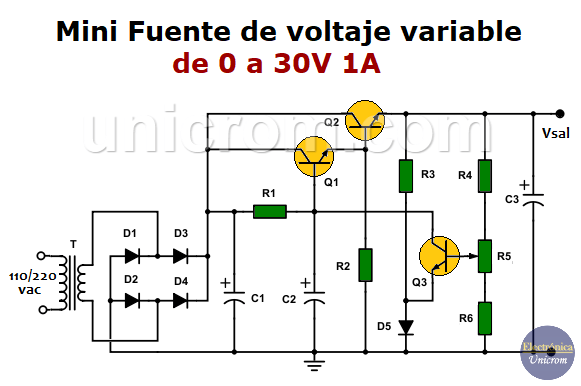 Mini Fuente de voltaje variable
de 0 a 30V 1A
unicrom.com
Q2
Vsal
Q1
R1
R3
R4
C3
D1
D3
T
110/220
vac
D2
D4
C1
C2
R2
Q3
R5
D5
R6
Electrónica
Unicrom